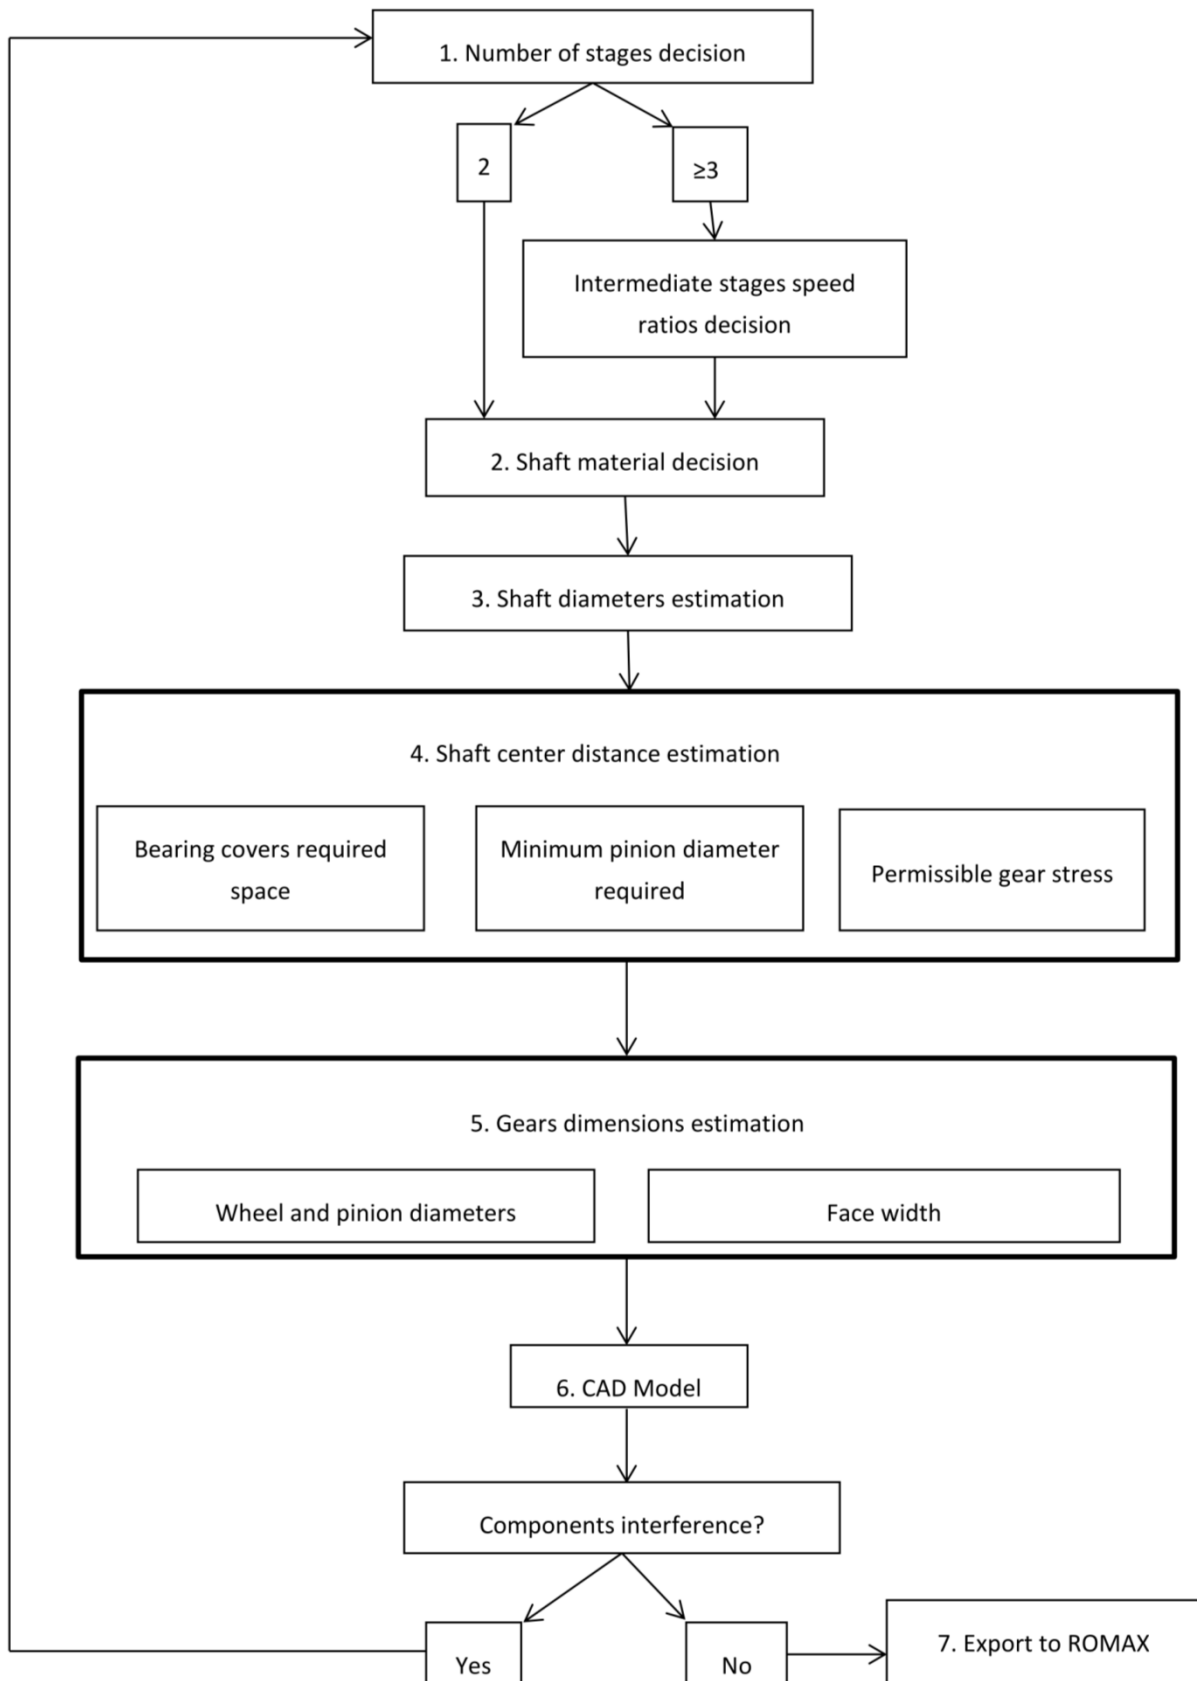 1. Number of stages decision
2
≥3
Intermediate stages speed
ratios decision
2. Shaft material decision
3. Shaft diameters estimation
4. Shaft center distance estimation
Bearing covers required
space
Minimum pinion diameter
required
Permissible gear stress
5. Gears dimensions estimation
Wheel and pinion diameters
Face width
6. CAD Model
Components interference?
Yes
No
7. Export to ROMAX